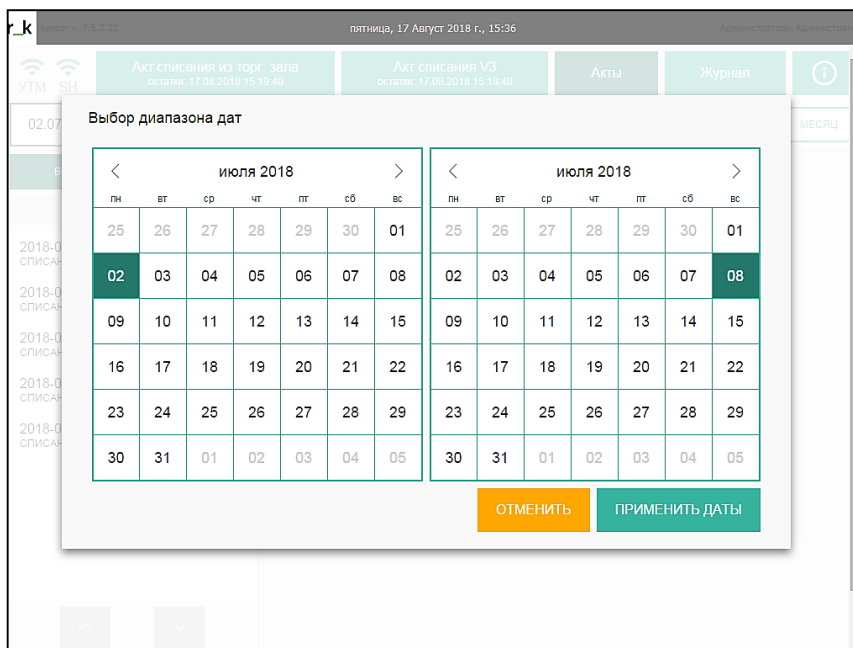 r_k keeper v. 7.6.2.22 пятница, 17 Август 2018 г., 15:36
УТМ SH Акт списания из торг. зала Акт списания V3 Акты Журнал
остатки: 17.08.2018 15:19:40 остатки: 17.08.2018 15:19:40
02.07 МЕСЯЦ
Выбор диапазона дат
июля 2018 июля 2018
пн вт ср чт пт сб вс пн вт ср чт пт сб вс
25 26 27 28 29 30 01 25 26 27 28 29 30 01
02 03 04 05 06 07 08 02 03 04 05 06 07 08
09 10 11 12 13 14 15 09 10 11 12 13 14 15
16 17 18 19 20 21 22 16 17 18 19 20 21 22
23 24 25 26 27 28 29 23 24 25 26 27 28 29
30 31 01 02 03 04 05 30 31 01 02 03 04 05
2018-0
СПИСАН
2018-0
СПИСАН
2018-0
СПИСАН
2018-0
СПИСАН
2018-0
СПИСАН
ОТМЕНИТЬ ПРИМЕНИТЬ ДАТЫ